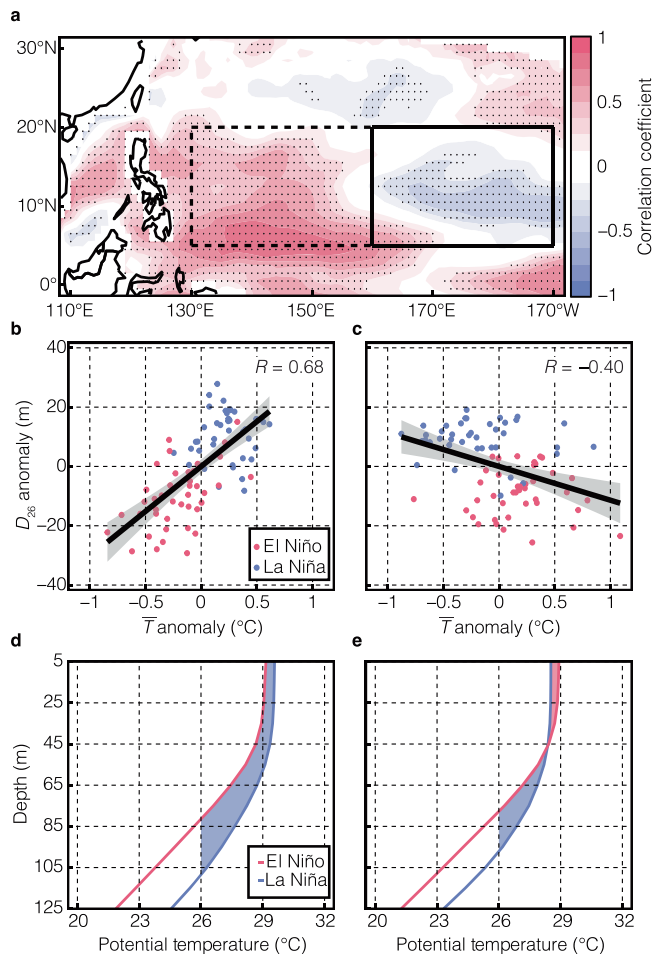 a
30°N
20°N
10°N
0°
110°E 130°E 150°E 170°E 170°W
1
0.5
0
−0.5
−1
Correlation coefficient
b
R = 0.68
40
20
0
−20
−40
D26 anomaly (m)
El Niño
La Niña
−1 −0.5 0 0.5 1
T̅ anomaly (°C)
c
R = −0.40
−1 −0.5 0 0.5 1
T̅ anomaly (°C)
d
5
25
45
65
85
105
125
Depth (m)
El Niño
La Niña
20 23 26 29 32
Potential temperature (°C)
e
20 23 26 29 32
Potential temperature (°C)